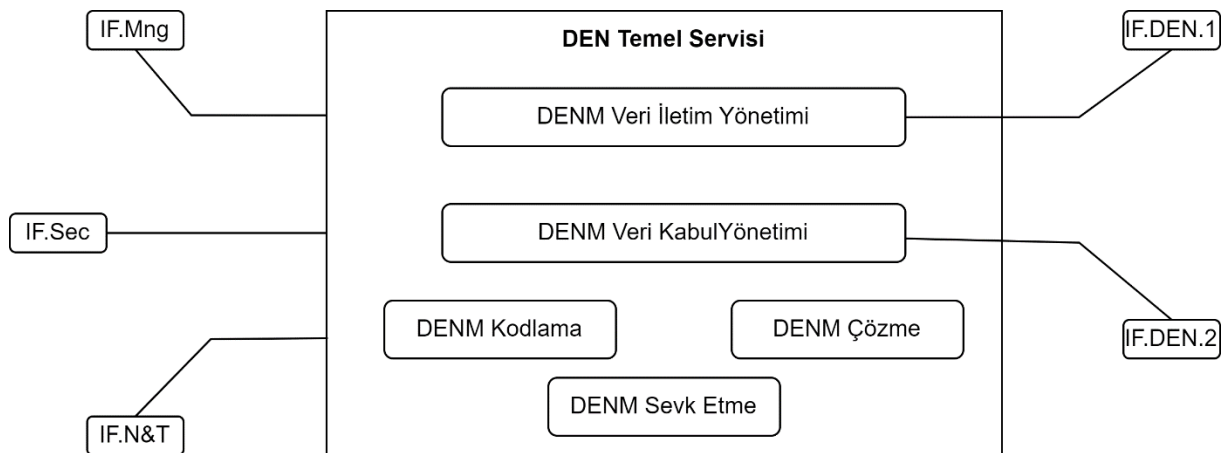 IF.Mng
DEN Temel Servisi
IF.DEN.1
DENM Veri İletim Yönetimi
IF.Sec
DENM Veri KabulYönetimi
DENM Kodlama
DENM Çözme
IF.DEN.2
DENM Sevk Etme
IF.N&T